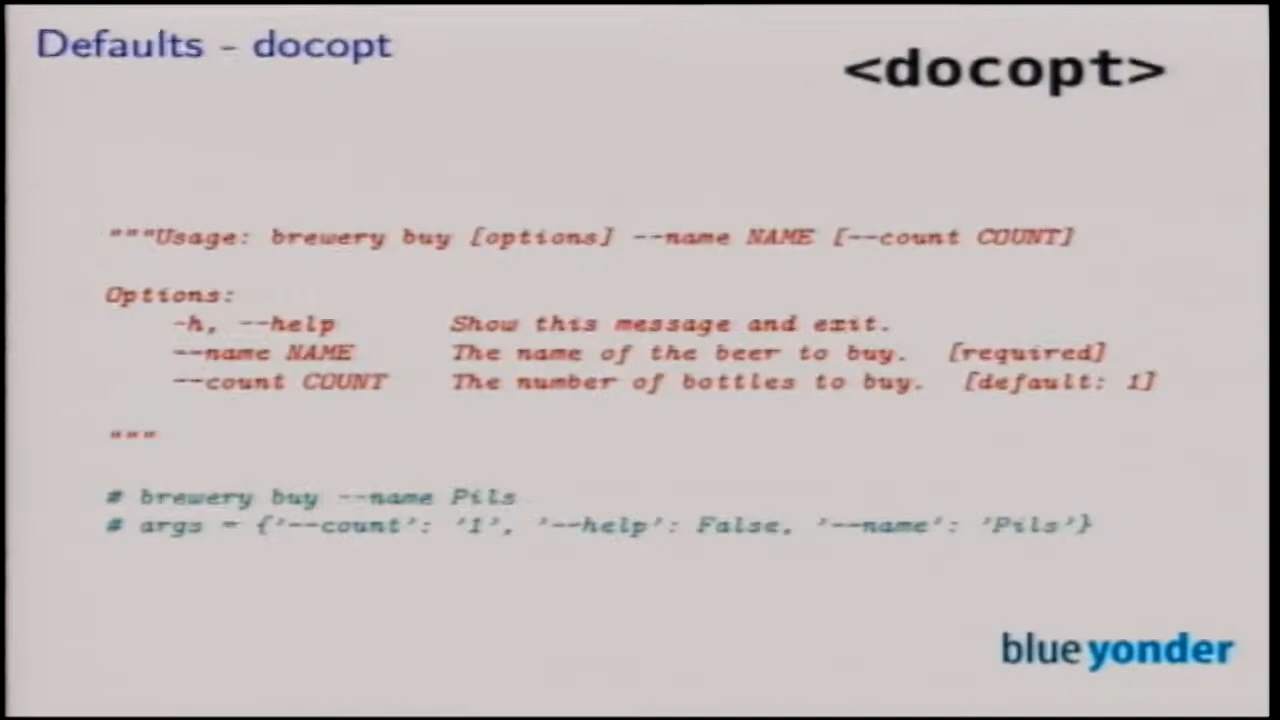 Defaults - docopt
<docopt>
"""Usage: brewery buy [options] --name NAME [--count COUNT]
Options:
-h, --help Show this message and exit.
--name NAME The name of the beer to buy. [required]
--count COUNT The number of bottles to buy. [default: 1]
"""
# brewery buy --name Pils
# args = {'--count': '1', '--help': False, '--name': 'Pils'}
blueyonder